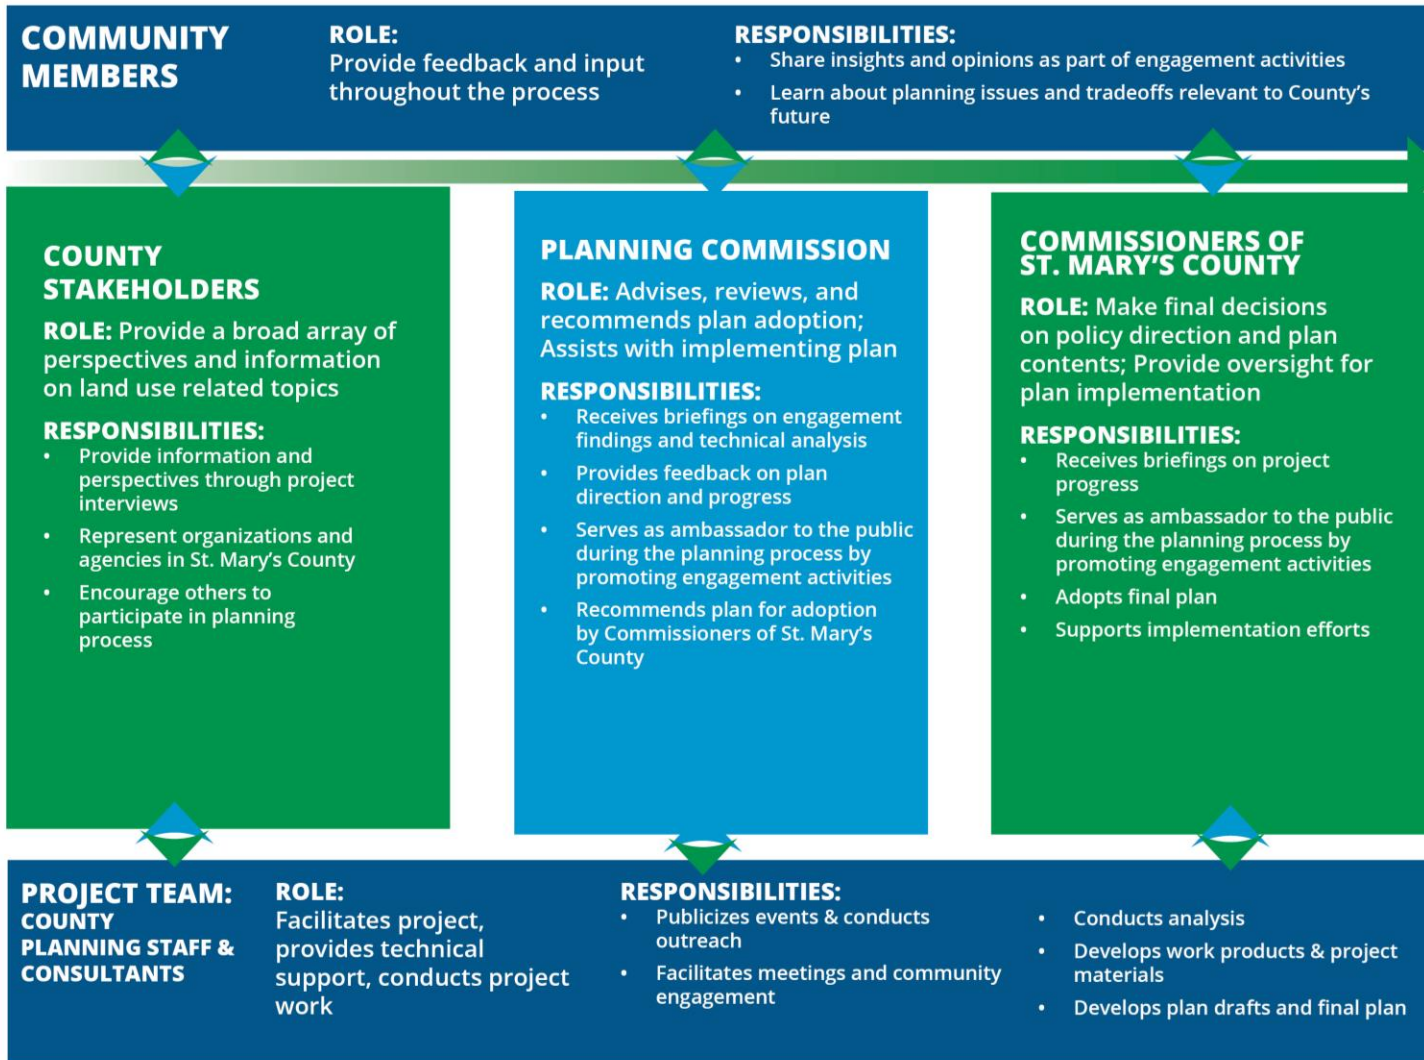 COMMUNITY
MEMBERS
ROLE:
Provide feedback and input
throughout the process
RESPONSIBILITIES:
• Share insights and opinions as part of engagement activities
• Learn about planning issues and tradeoffs relevant to County’s
future
COUNTY
STAKEHOLDERS
ROLE: Provide a broad array of
perspectives and information
on land use related topics
RESPONSIBILITIES:
• Provide information and
perspectives through project
interviews
• Represent organizations and
agencies in St. Mary’s County
• Encourage others to
participate in planning
process
PLANNING COMMISSION
ROLE: Advises, reviews, and
recommends plan adoption;
Assists with implementing plan
RESPONSIBILITIES:
• Receives briefings on engagement
findings and technical analysis
• Provides feedback on plan
direction and progress
• Serves as ambassador to the public
during the planning process by
promoting engagement activities
• Recommends plan for adoption
by Commissioners of St. Mary’s
County
COMMISSIONERS OF
ST. MARY’S COUNTY
ROLE: Make final decisions
on policy direction and plan
contents; Provide oversight for
plan implementation
RESPONSIBILITIES:
• Receives briefings on project
progress
• Serves as ambassador to the public
during the planning process by
promoting engagement activities
• Adopts final plan
• Supports implementation efforts
PROJECT TEAM:
COUNTY
PLANNING STAFF &
CONSULTANTS
ROLE:
Facilitates project,
provides technical
support, conducts project
work
RESPONSIBILITIES:
• Publicizes events & conducts
outreach
• Facilitates meetings and community
engagement
• Conducts analysis
• Develops work products & project
materials
• Develops plan drafts and final plan